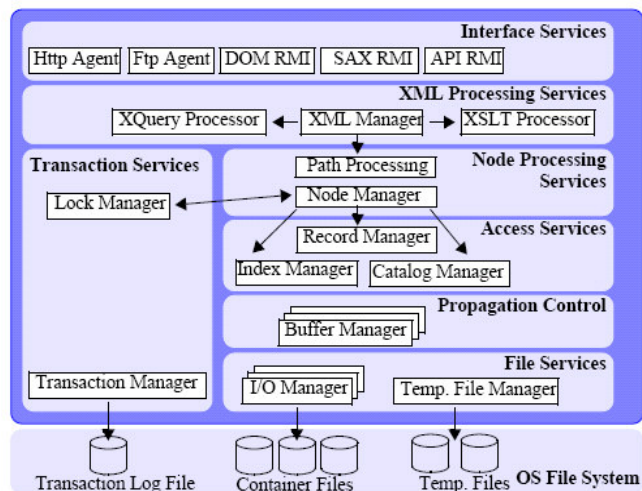 Interface Services
Http Agent
Ftp Agent
DOM RMI
SAX RMI
API RMI
XML Processing Services
XQuery Processor
XML Manager
XSLT Processor
Transaction Services
Lock Manager
Transaction Manager
Path Processing
Node Processing
Services
Node Manager
Access Services
Record Manager
Index Manager
Catalog Manager
Propagation Control
Buffer Manager
File Services
I/O Manager
Temp. File Manager
Transaction Log File
Container Files
Temp. Files
OS File System